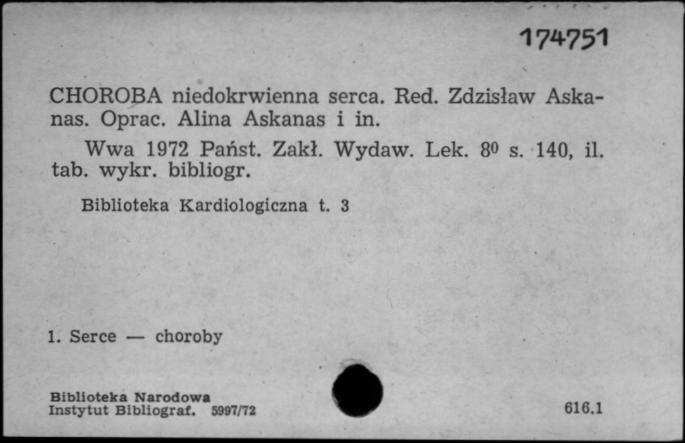 174751
CHOROBA niedokrwienna serca. Red. Zdzisław Aska-
nas. Oprac. Alina Askanas i in.
Wwa 1972 Państ. Zakł. Wydaw. Lek. 8⁰ s. 140, il.
tab. wykr. bibliogr.
Biblioteka Kardiologiczna t. 3
1. Serce — choroby
Biblioteka Narodowa
Instytut Bibliograf. 5997/72
616.1